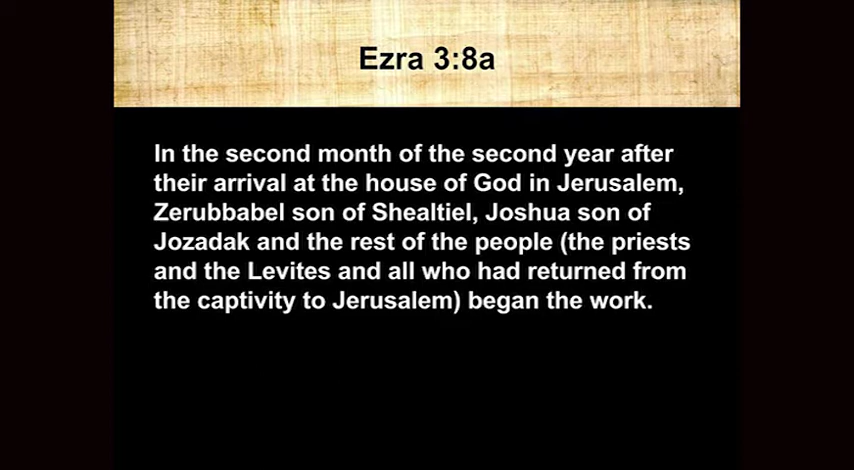 Ezra 3:8a
In the second month of the second year after
their arrival at the house of God in Jerusalem,
Zerubbabel son of Shealtiel, Joshua son of
Jozadak and the rest of the people (the priests
and the Levites and all who had returned from
the captivity to Jerusalem) began the work.